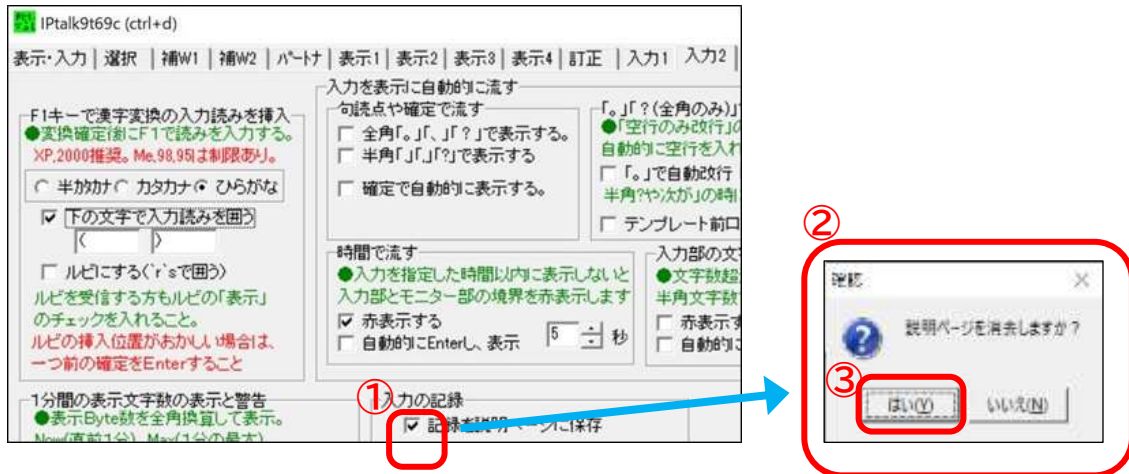 IPtalk9t69c (ctrl+d)
表示・入力 | 選択 | 補W1 | 補W2 | パートナ | 表示1 | 表示2 | 表示3 | 表示4 | 訂正 | 入力1 入力2
F1キーで漢字変換の入力読みを挿入
●変換確定後にF1で読みを入力する。
XP,2000推奨。Me,98,95は制限あり。
半カタカナ カタカナ ひらがな
下の文字で入力読みを囲う
( )
ルビにする(`r`sで囲う)
ルビを受信する方もルビの「表示」
のチェックを入れること。
ルビの挿入位置がおかしい場合は、
一つ前の確定をEnterすること
入力を表示に自動的に流す
句読点や確定で流す
全角「。」「、」「?」で表示する。
半角「」「,」「?」で表示する
確定で自動的に表示する。
「。」「?(全角のみ)」
●「空行のみ改行」の
自動的に空行を入れ
「。」で自動改行
半角?や次が」の時
テンプレート前口
時間で流す
●入力を指定した時間以内に表示しないと
入力部とモニター部の境界を赤表示します
赤表示する
自動的にEnterし、表示 5 秒
入力部の文
●文字数超
半角文字数
赤表示す
自動的に
1分間の表示文字数の表示と警告
●表示Byte数を全角換算して表示。
Now(直前1分) Max(1分の最大)
①
入力の記録
記録を説明ページに保存
②
確認
説明ページを消去しますか?
③
はい(Y) いいえ(N)